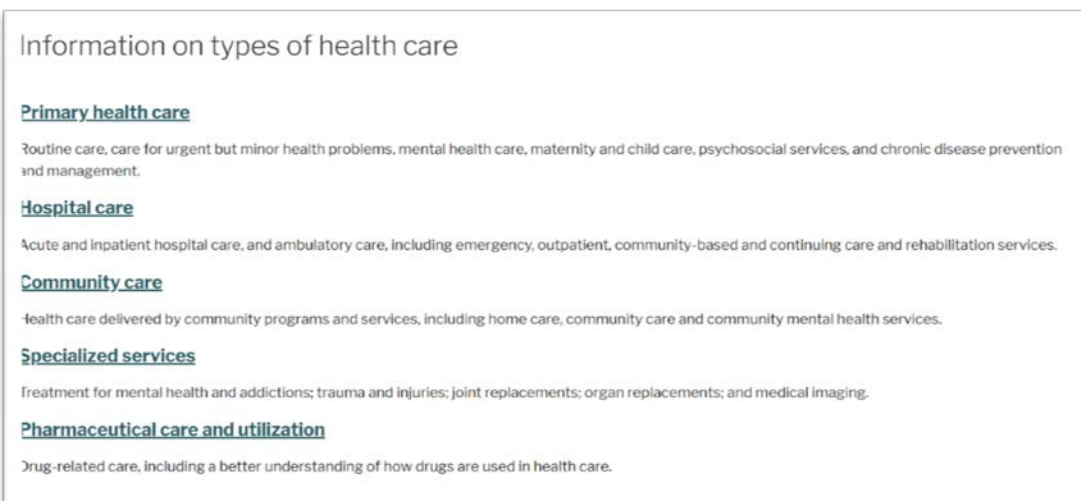 Information on types of health care
Primary health care
Routine care, care for urgent but minor health problems, mental health care, maternity and child care, psychosocial services, and chronic disease prevention
and management.
Hospital care
Acute and inpatient hospital care, and ambulatory care, including emergency, outpatient, community-based and continuing care and rehabilitation services.
Community care
Health care delivered by community programs and services, including home care, community care and community mental health services.
Specialized services
Treatment for mental health and addictions; trauma and injuries; joint replacements; organ replacements; and medical imaging.
Pharmaceutical care and utilization
Drug-related care, including a better understanding of how drugs are used in health care.